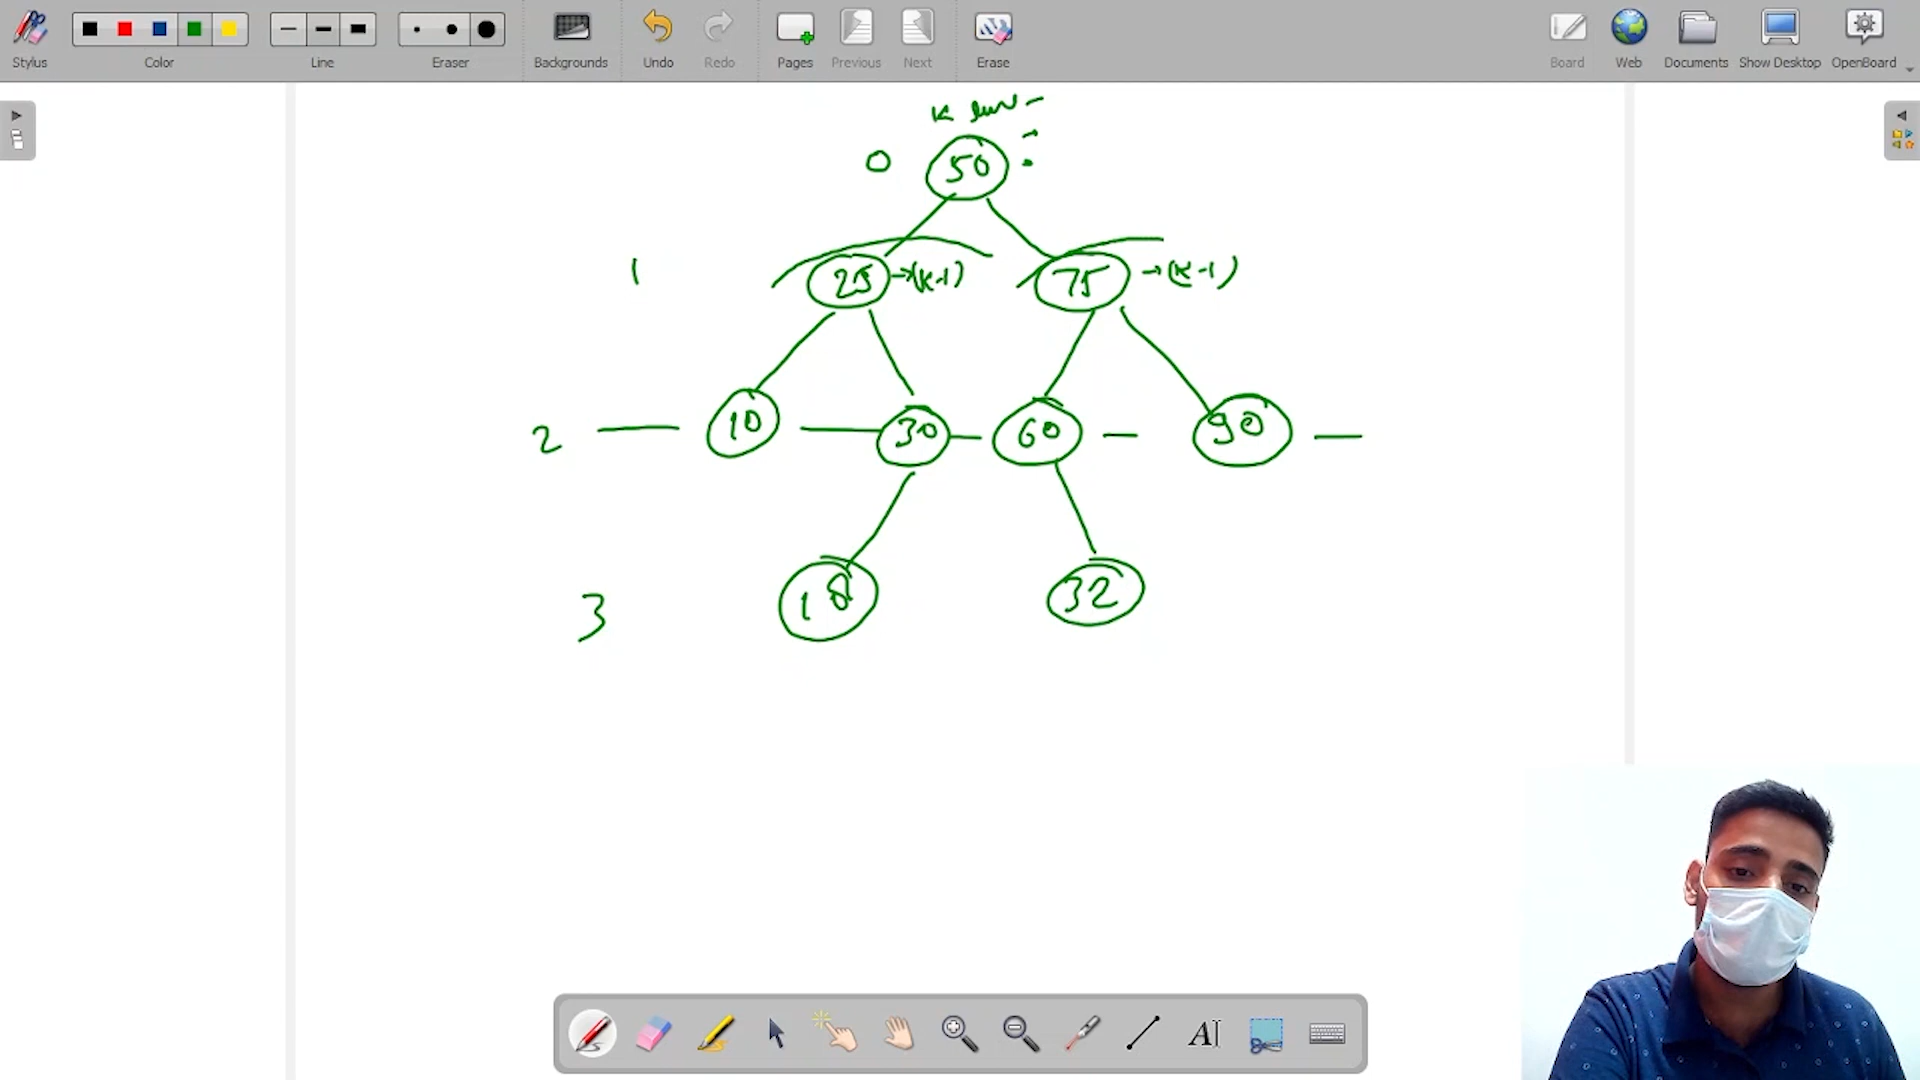 Stylus Color Line Eraser Backgrounds Undo Redo Pages Previous Next Erase Board Web Documents Show Desktop OpenBoard
K
0 50
1 25 →(K-1) 75 →(K-1)
2 10 30 60 90
3 18 32
A